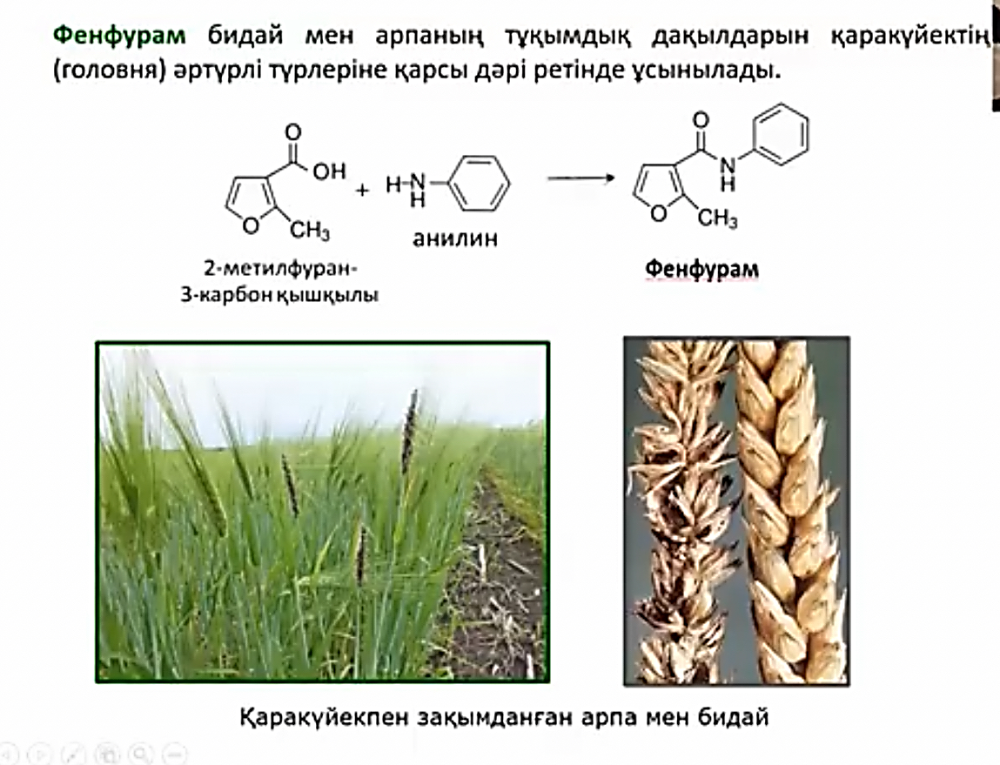 Фенфурам бидай мен арпаның тұқымдық дақылдарын қаракүйектің
(головня) әртүрлі түрлеріне қарсы дәрі ретінде ұсынылады.
O
OH
O
CH₃
+
H-N
H
анилин
O
N
H
O
CH₃
2-метилфуран-
3-карбон қышқылы
Фенфурам
Қаракүйекпен зақымданған арпа мен бидай